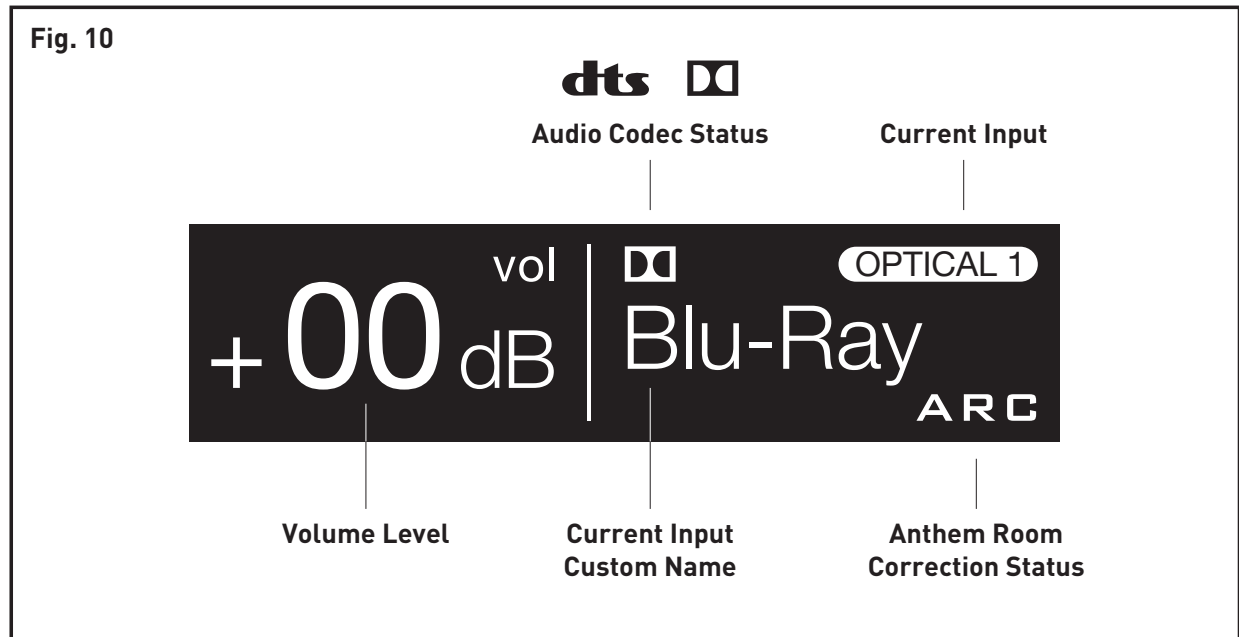 Fig. 10
dts
Audio Codec Status
Current Input
vol
OPTICAL 1
+00 dB
Blu-Ray
ARC
Volume Level
Current Input
Custom Name
Anthem Room
Correction Status